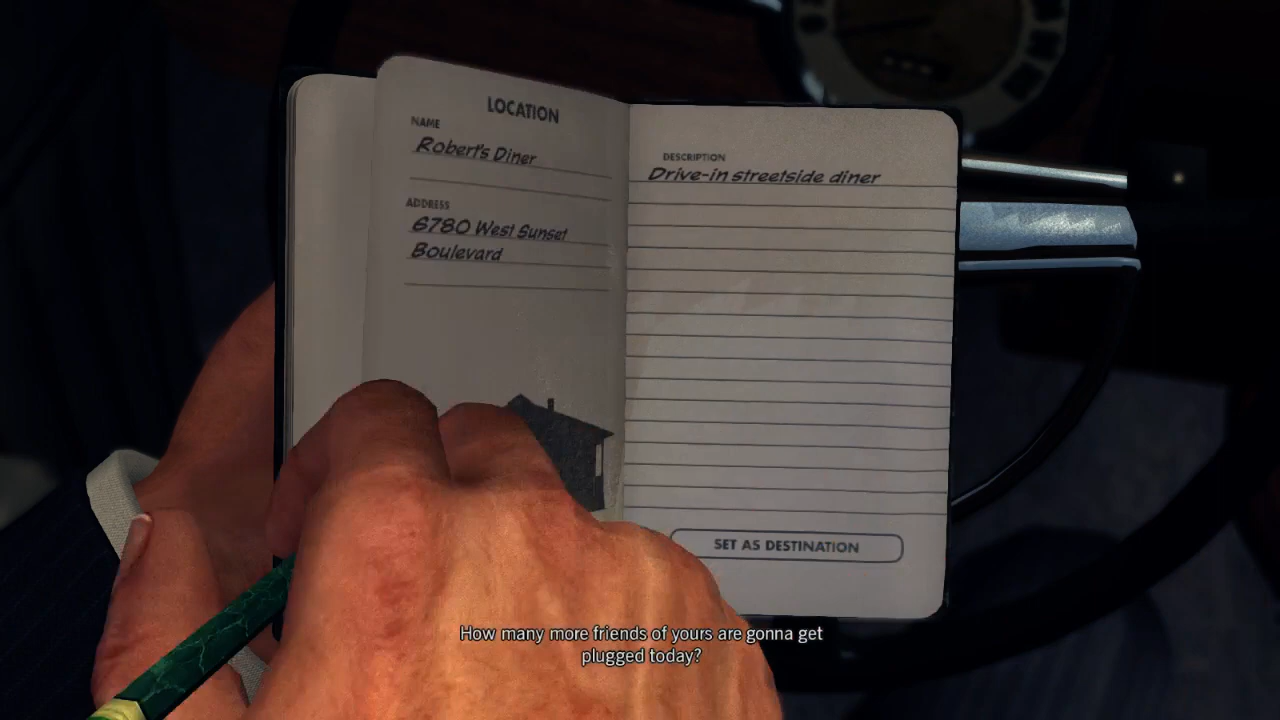 LOCATION
NAME
Robert's Diner
ADDRESS
6780 West Sunset
Boulevard
DESCRIPTION
Drive-in streetside diner
SET AS DESTINATION
How many more friends of yours are gonna get
plugged today?